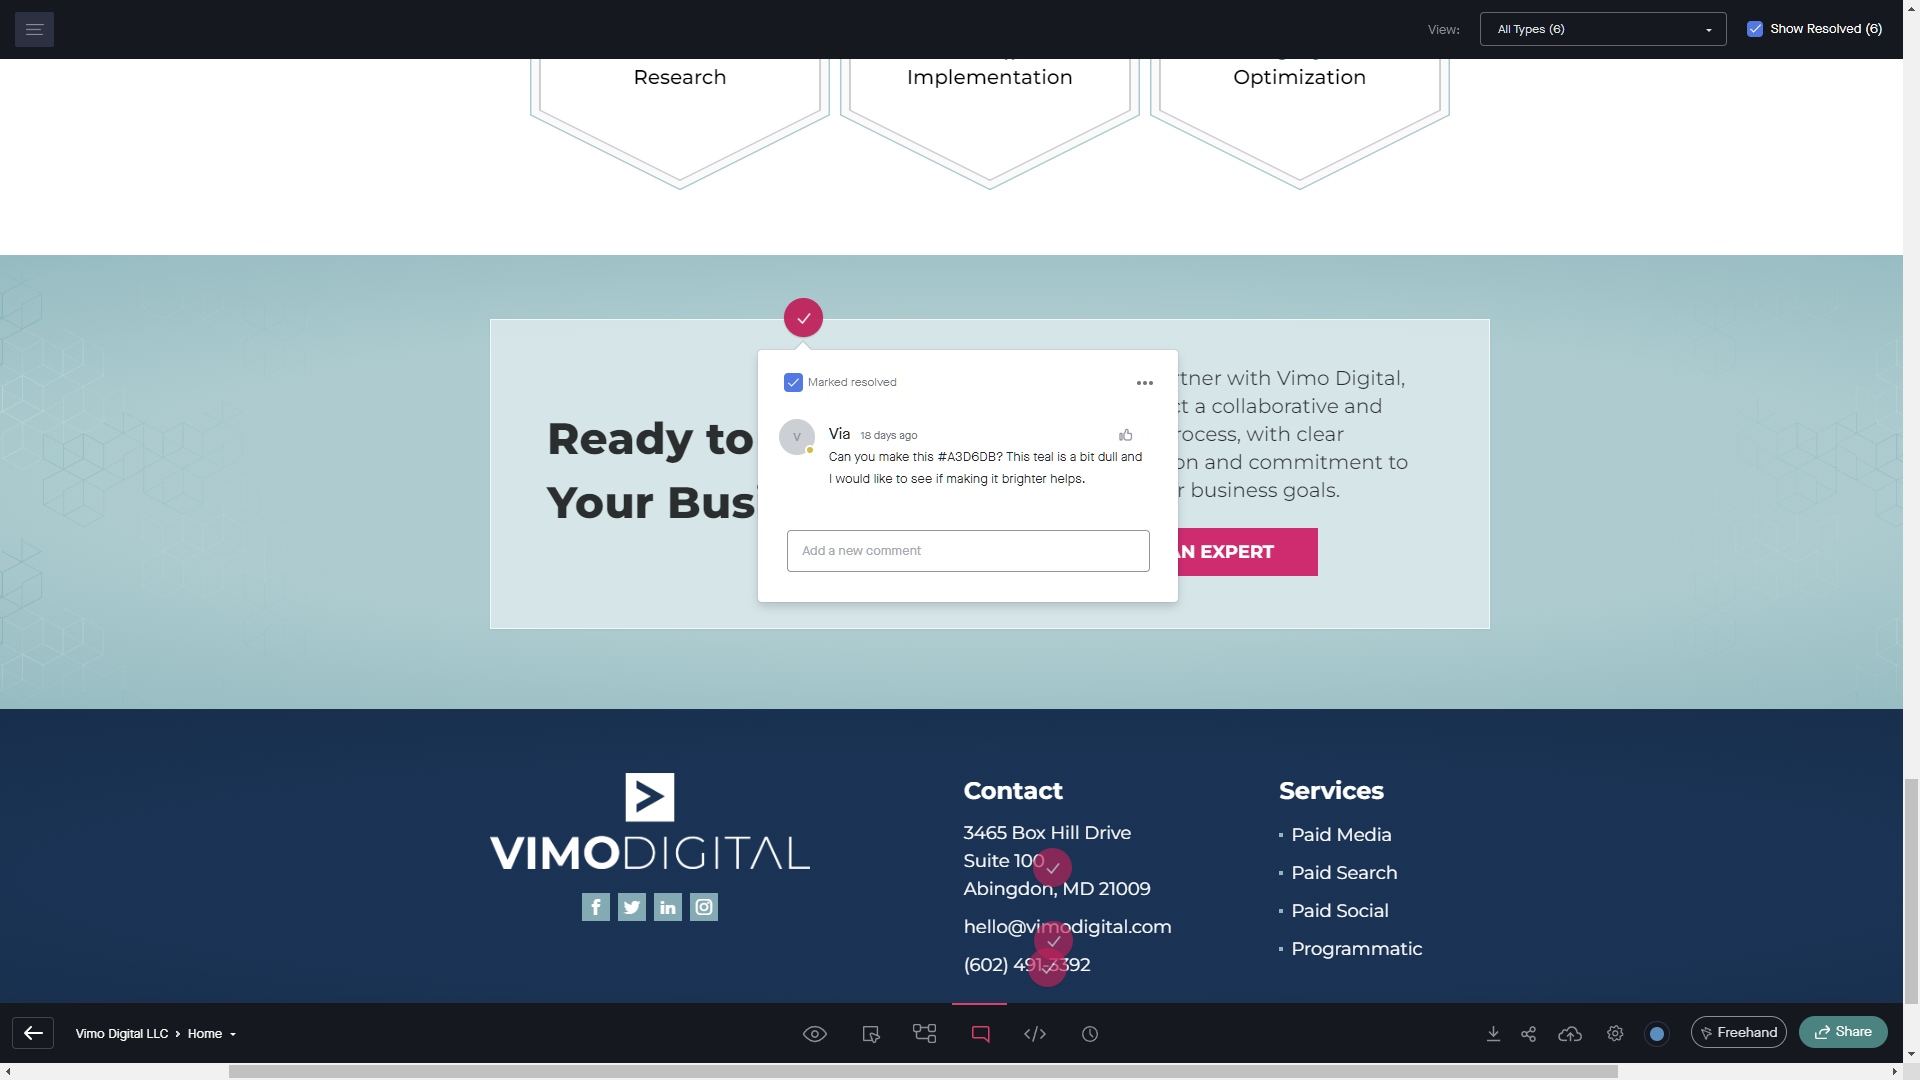 View:
All Types (6)
Show Resolved (6)
Research
Implementation
Optimization
Marked resolved
Via 18 days ago
Can you make this #A3D6DB? This teal is a bit dull and
I would like to see if making it brighter helps.
Add a new comment
Ready to
Your Bus
tner with Vimo Digital,
ct a collaborative and
rocess, with clear
on and commitment to
r business goals.
AN EXPERT
VIMODIGITAL
Contact
3465 Box Hill Drive
Suite 100
Abingdon, MD 21009
hello@vimodigital.com
(602) 491-3392
Services
Paid Media
Paid Search
Paid Social
Programmatic
Vimo Digital LLC > Home
Freehand
Share